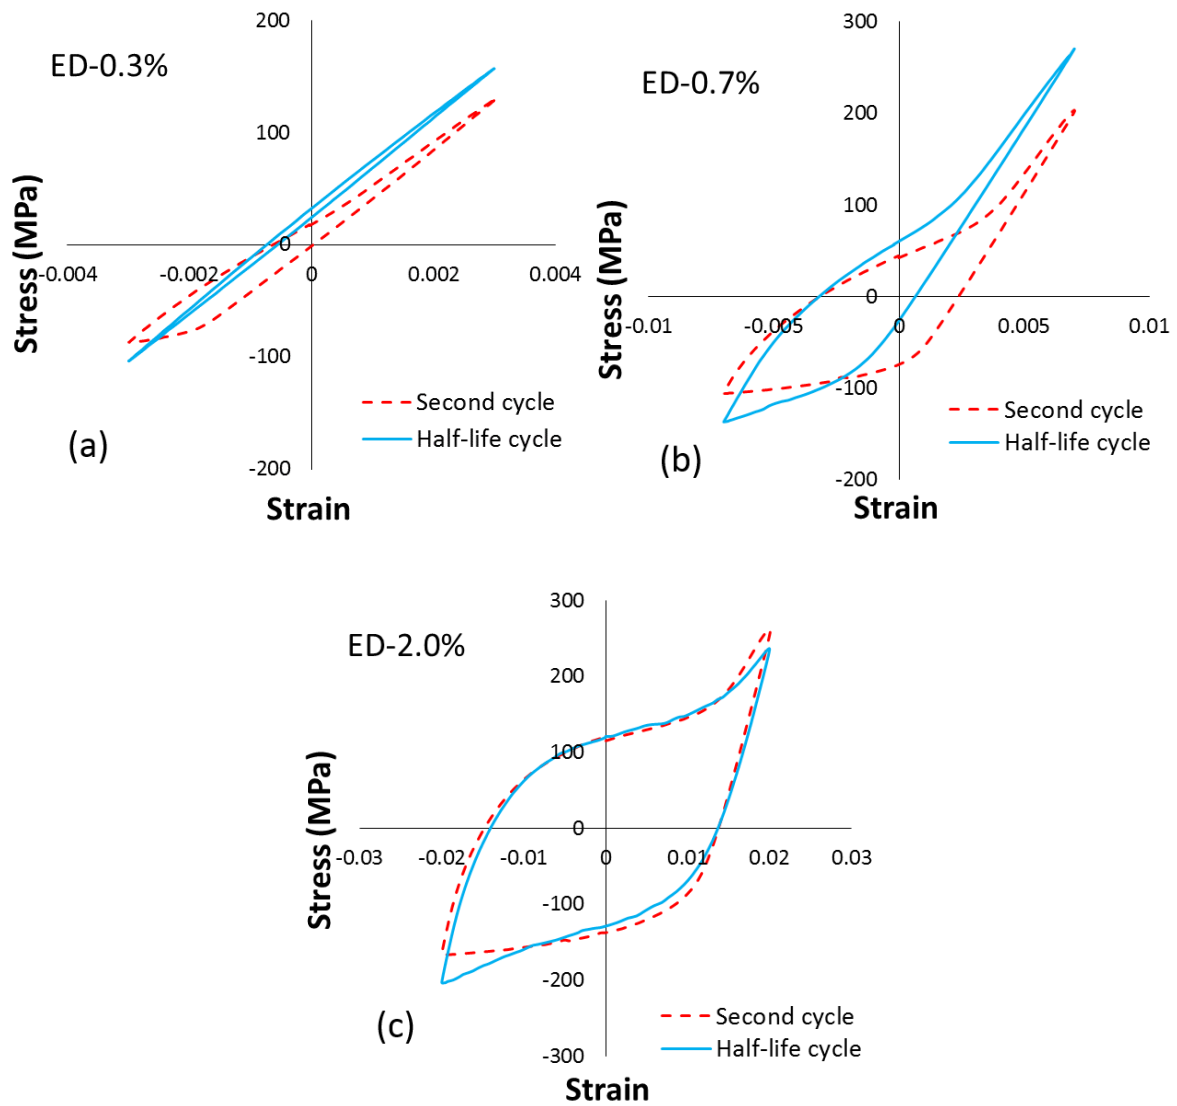 ED-0.3%
200
100
0
-100
-200
-0.004
-0.002
0
0.002
0.004
Stress (MPa)
Strain
Second cycle
Half-life cycle
(a)
ED-0.7%
300
200
100
0
-100
-200
-0.01
-0.005
0
0.005
0.01
Stress (MPa)
Strain
Second cycle
Half-life cycle
(b)
ED-2.0%
300
200
100
0
-100
-200
-300
-0.03
-0.02
-0.01
0
0.01
0.02
0.03
Stress (MPa)
Strain
Second cycle
Half-life cycle
(c)